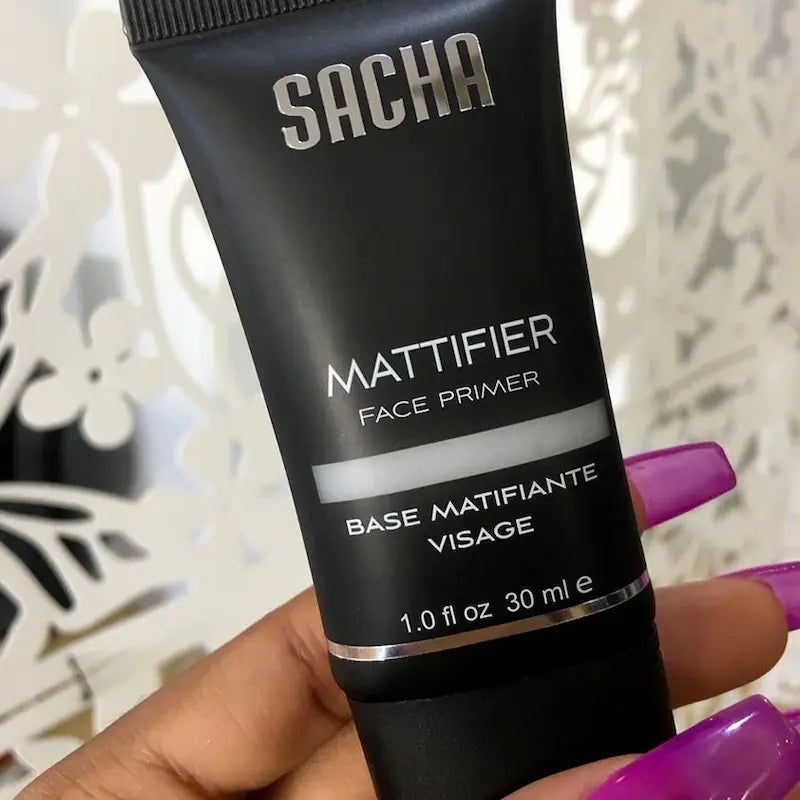 SACHA
MATTIFIER
FACE PRIMER
BASE MATIFIANTE
VISAGE
1.0 fl oz 30 ml e